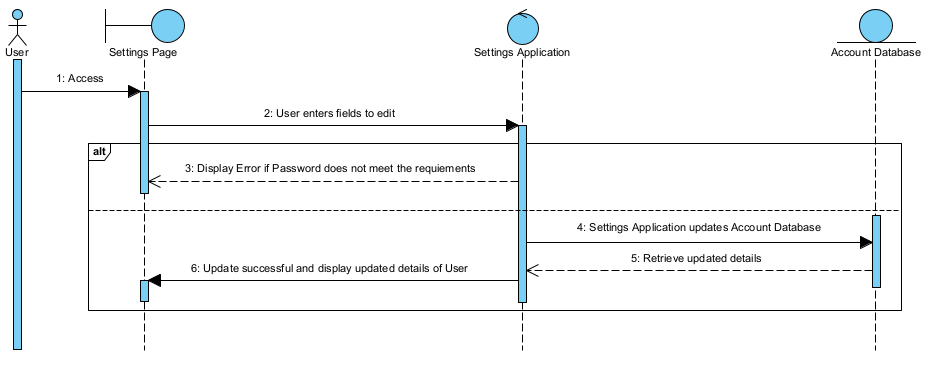 User
Settings Page
Settings Application
Account Database
1: Access
2: User enters fields to edit
alt
3: Display Error if Password does not meet the requiements
4: Settings Application updates Account Database
5: Retrieve updated details
6: Update successful and display updated details of User